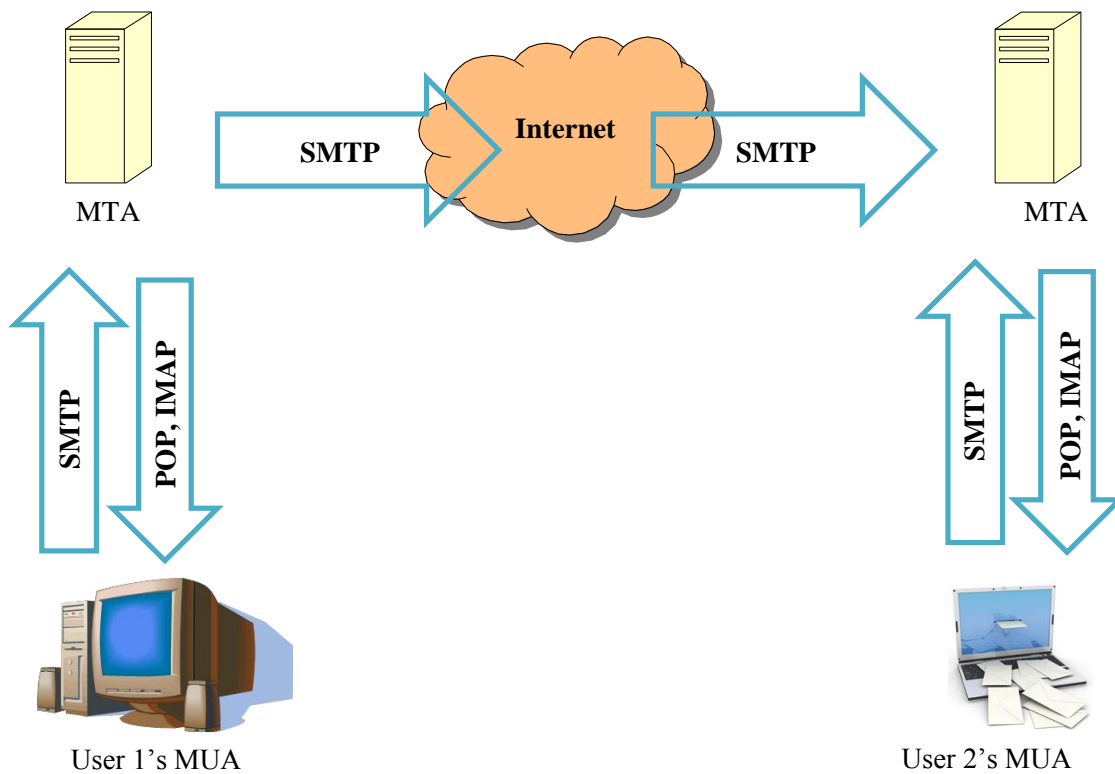 Internet
SMTP
SMTP
MTA
MTA
SMTP
POP, IMAP
SMTP
POP, IMAP
User 1’s MUA
User 2’s MUA